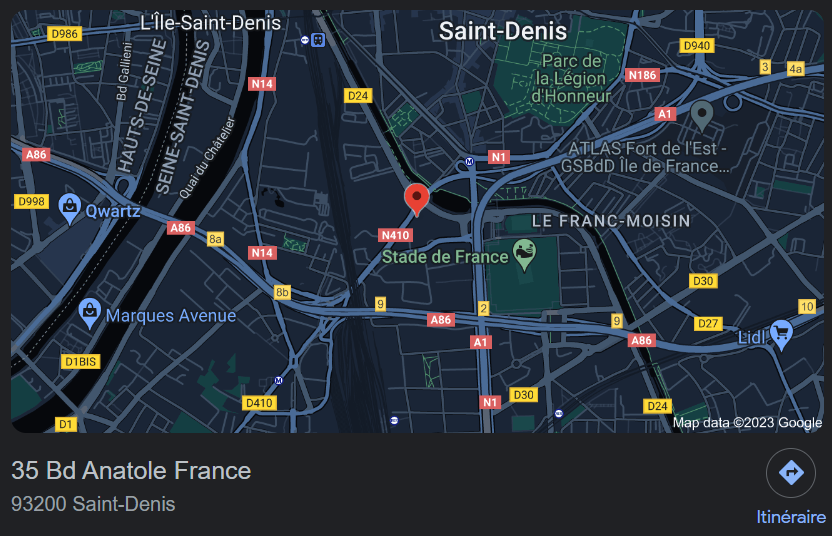 D986
L'Île-Saint-Denis
Saint-Denis
D940
Bd Gallieni
HAUTS-DE-SEINE
SEINE-SAINT-DENIS
N14
D24
Parc de
la Légion
d'Honneur
N186
3
4a
A1
Quai du Châtelier
A86
M
N1
ATLAS Fort de l'Est -
GSBdD Île de France...
D998
Qwartz
A86
8a
N410
LE FRANC-MOISIN
N14
Stade de France
8b
9
2
D30
10
Marques Avenue
A86
9
D27
A1
A86
Lidl
D1BIS
M
D410
N1
D30
D24
D1
Map data ©2023 Google
35 Bd Anatole France
93200 Saint-Denis
Itinéraire